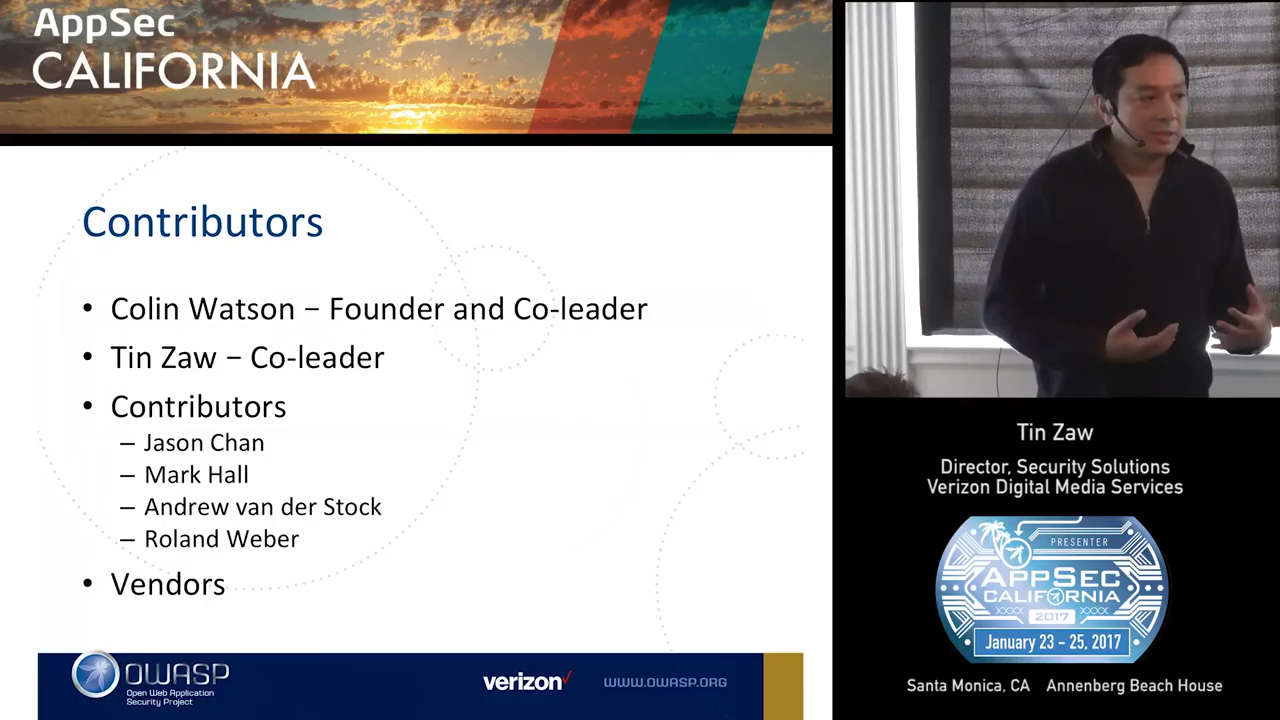 AppSec
CALIFORNIA
Contributors
• Colin Watson – Founder and Co-leader
• Tin Zaw – Co-leader
• Contributors
– Jason Chan
– Mark Hall
– Andrew van der Stock
– Roland Weber
• Vendors
OWASP
Open Web Application
Security Project
verizon
WWW.OWASP.ORG
Tin Zaw
Director, Security Solutions
Verizon Digital Media Services
PRESENTER
APPSEC
CALIFORNIA
XXXX 2017 XXXX
January 23 - 25, 2017
Santa Monica, CA Annenberg Beach House